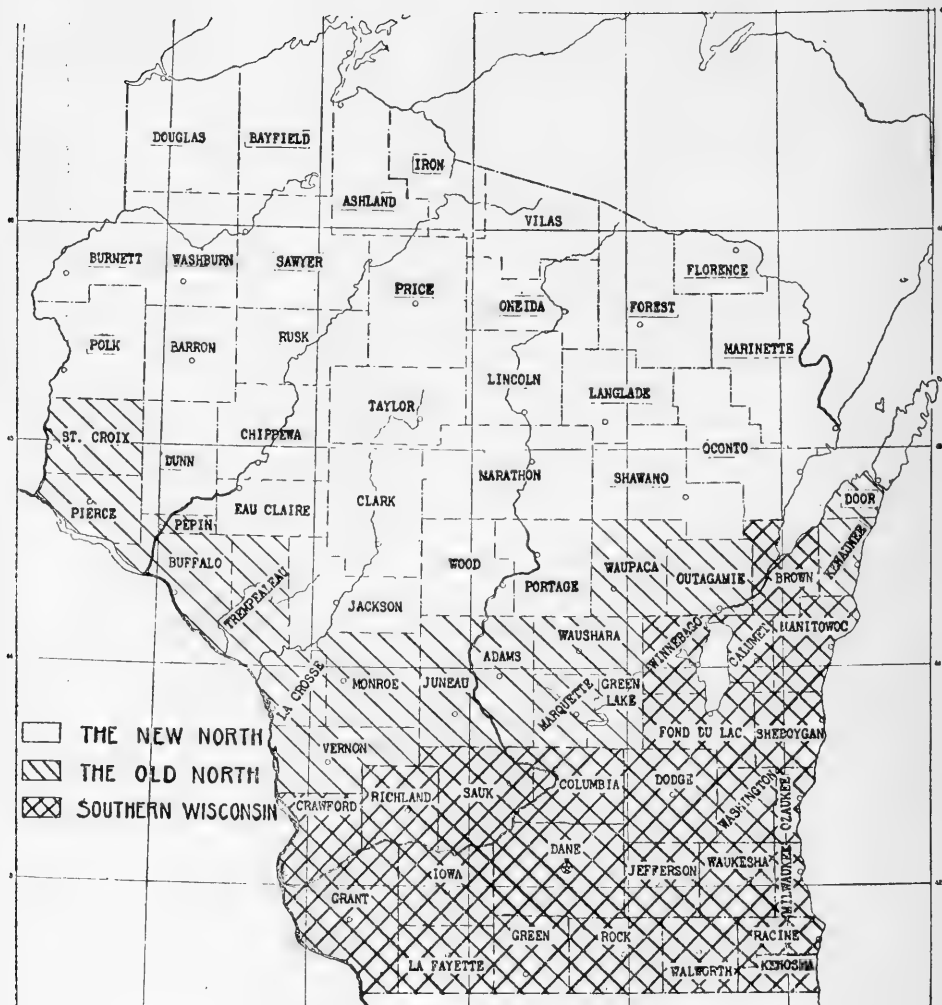 DOUGLAS
BAYFIELD
IRON
ASHLAND
VILAS
BURNETT
WASHBURN
SAWYER
FLORENCE
PRICE
ONEIDA
FOREST
POLK
BARRON
RUSK
MARINETTE
LINCOLN
LANGLADE
TAYLOR
ST. CROIX
CHIPPEWA
OCONTO
DUNN
MARATHON
SHAWANO
CLARK
EAU CLAIRE
DOOR
PIERCE
PEPIN
KEWAUNEE
BUFFALO
WOOD
WAUPACA
OUTAGAMIE
BROWN
PORTAGE
TREMPEALEAU
JACKSON
MANITOWOC
WAUSHARA
WINNEBAGO
CALUMET
ADAMS
LA CROSSE
MONROE
JUNEAU
MARQUETTE
GREEN
LAKE
FOND DU LAC
SHEBOYGAN
VERNON
THE NEW NORTH
THE OLD NORTH
SOUTHERN WISCONSIN
CRAWFORD
RICHLAND
SAUK
COLUMBIA
DODGE
WASHINGTON
OZAUKEE
MILWAUKEE
DANE
JEFFERSON
WAUKESHA
IOWA
GRANT
GREEN
ROCK
RACINE
LA FAYETTE
WALWORTH
KENOSHA